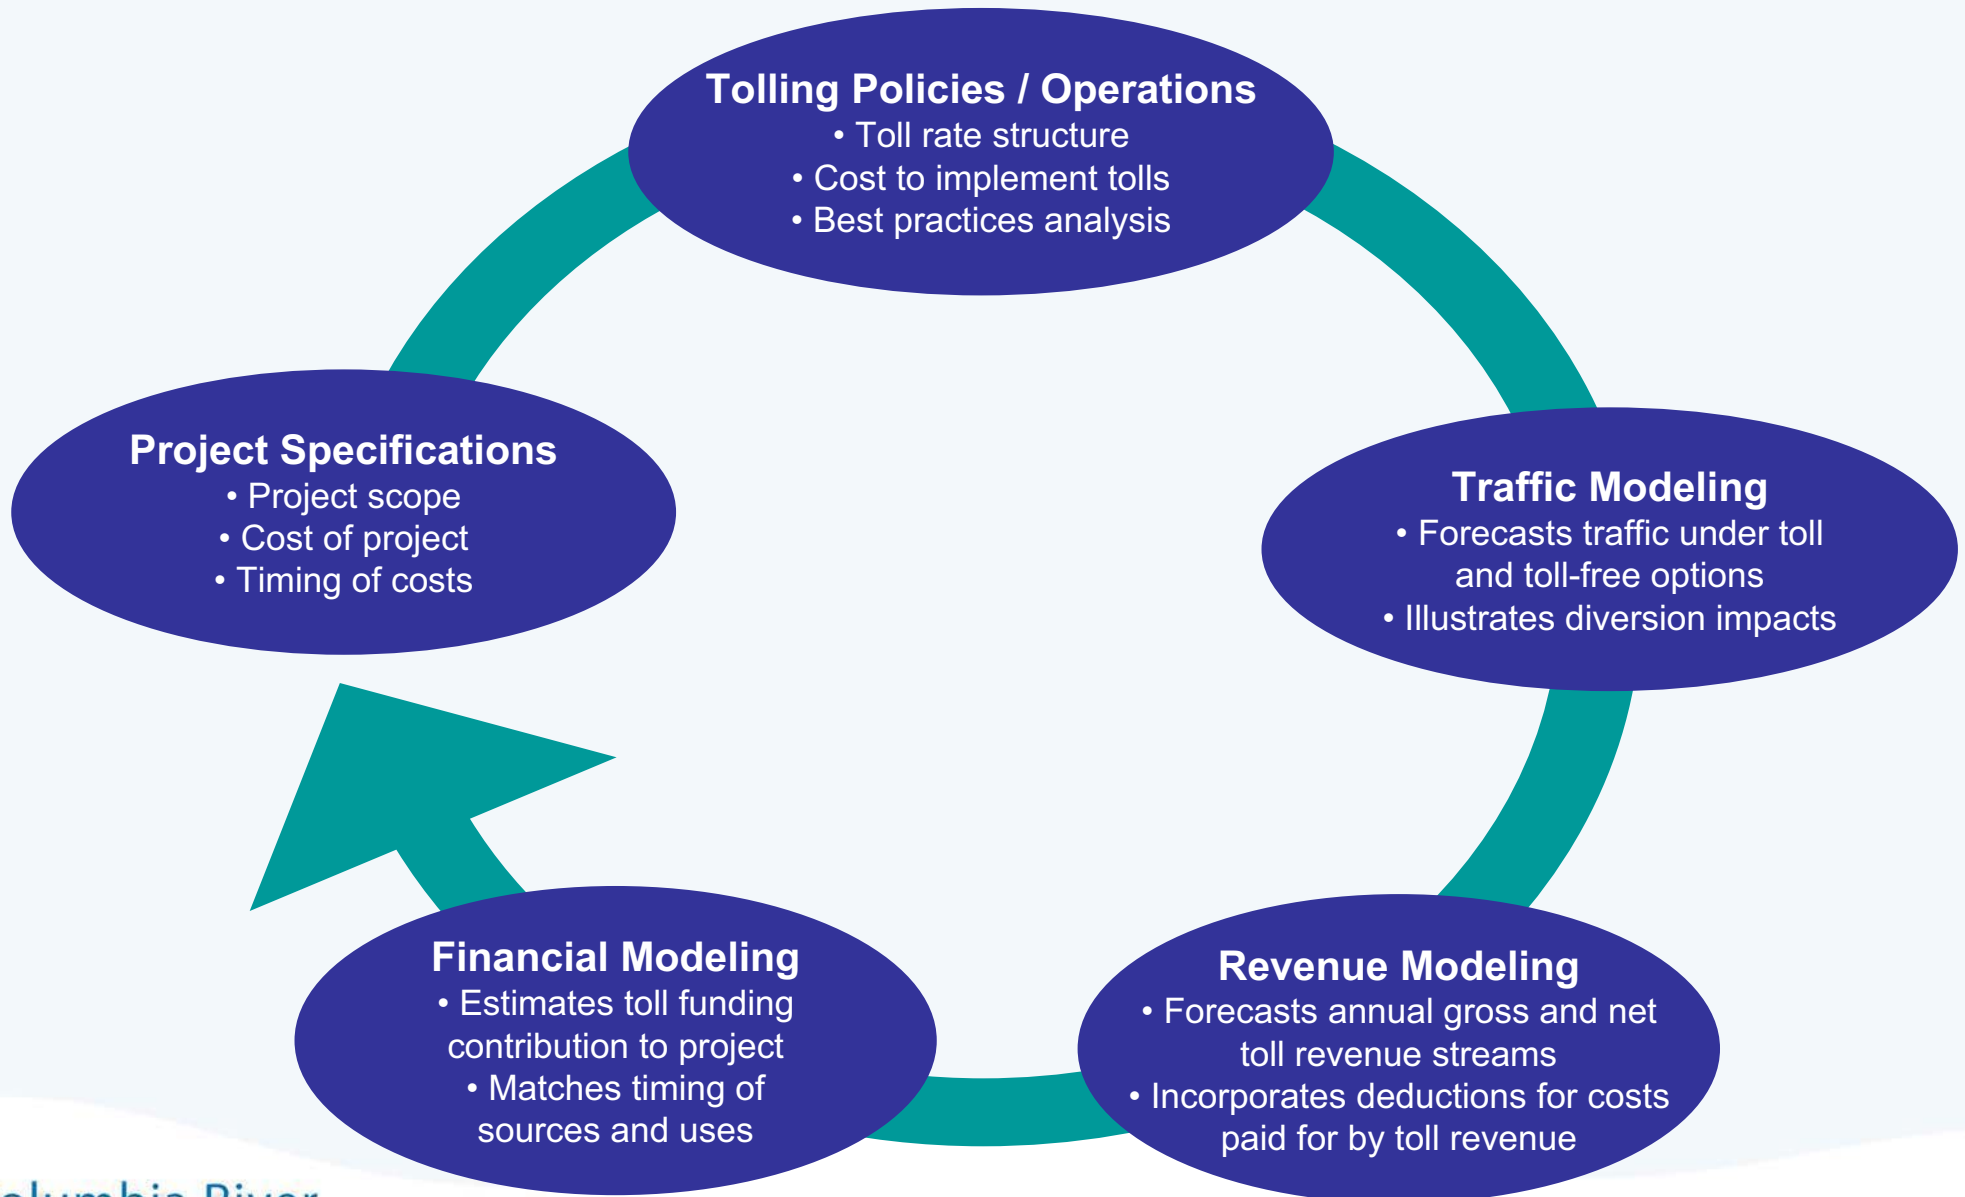 Tolling Policies / Operations
• Toll rate structure
• Cost to implement tolls
• Best practices analysis
Project Specifications
• Project scope
• Cost of project
• Timing of costs
Traffic Modeling
• Forecasts traffic under toll
and toll-free options
• Illustrates diversion impacts
Financial Modeling
• Estimates toll funding
contribution to project
• Matches timing of
sources and uses
Revenue Modeling
• Forecasts annual gross and net
toll revenue streams
• Incorporates deductions for costs
paid for by toll revenue
River